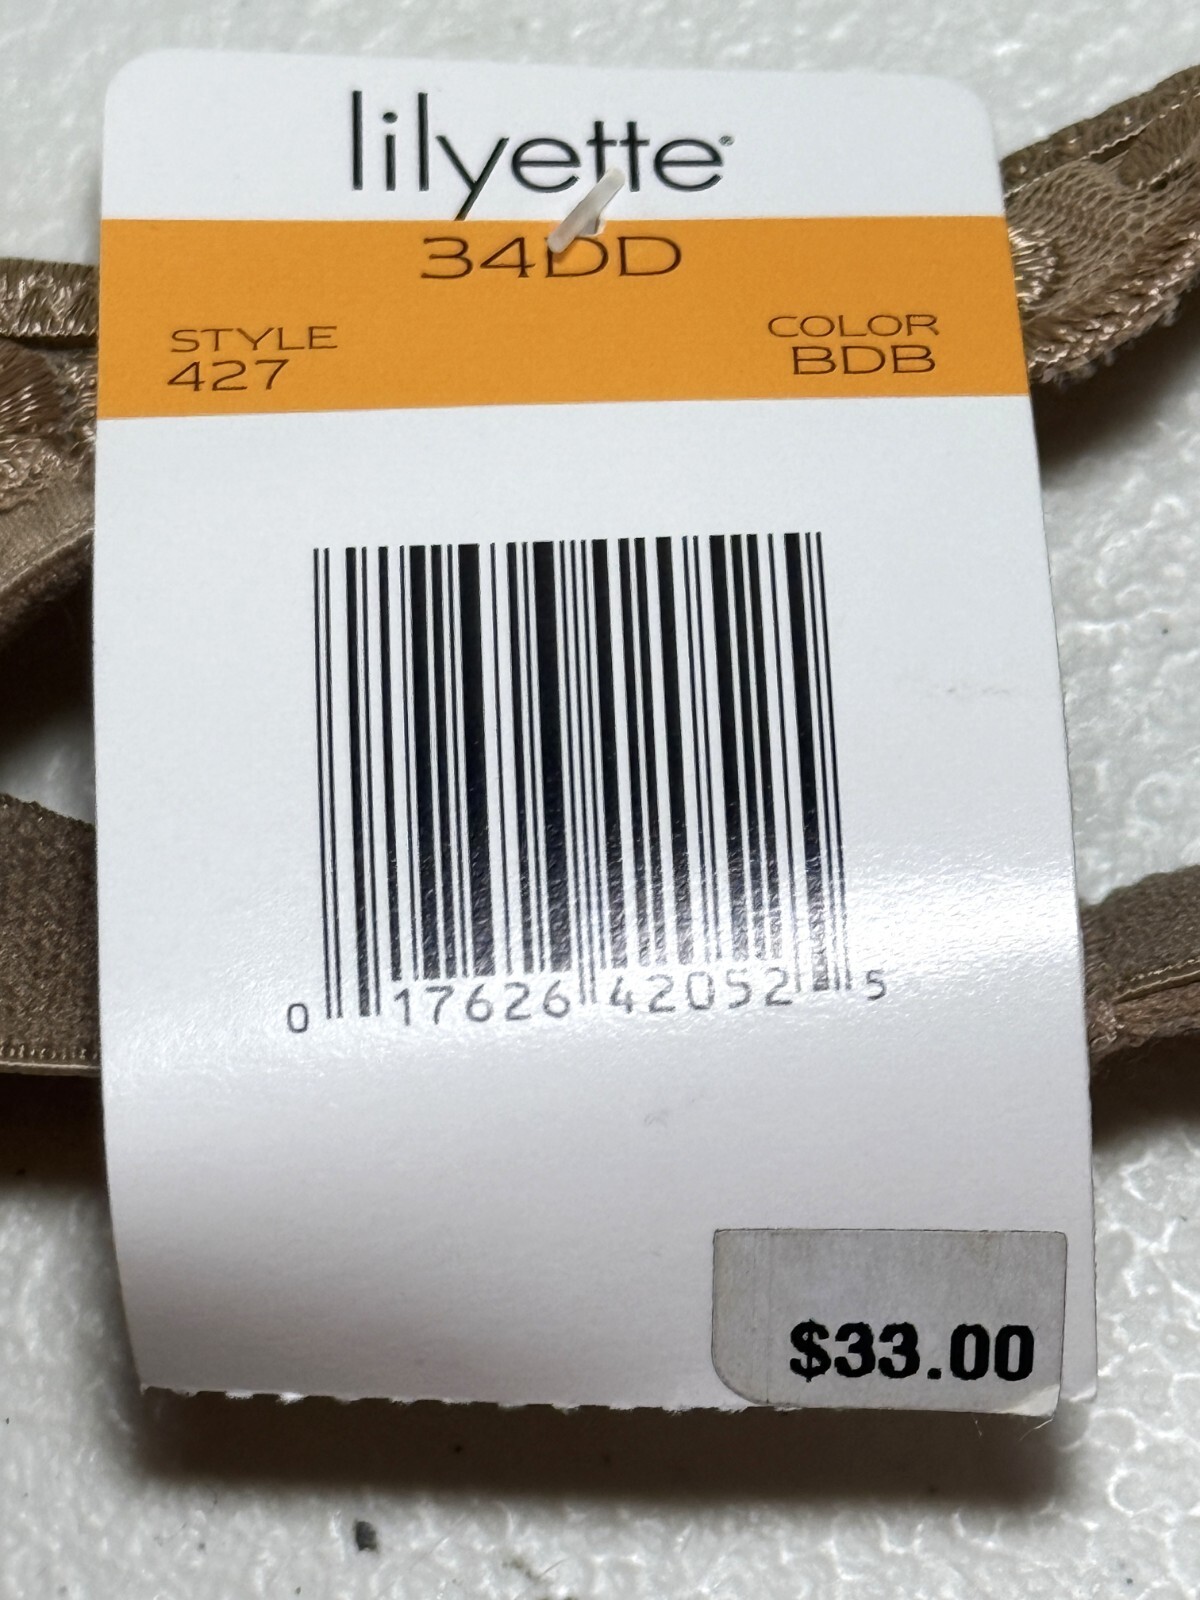 lilyette®
34DD
STYLE
427
COLOR
BDB
0 17626 42052 5
$33.00